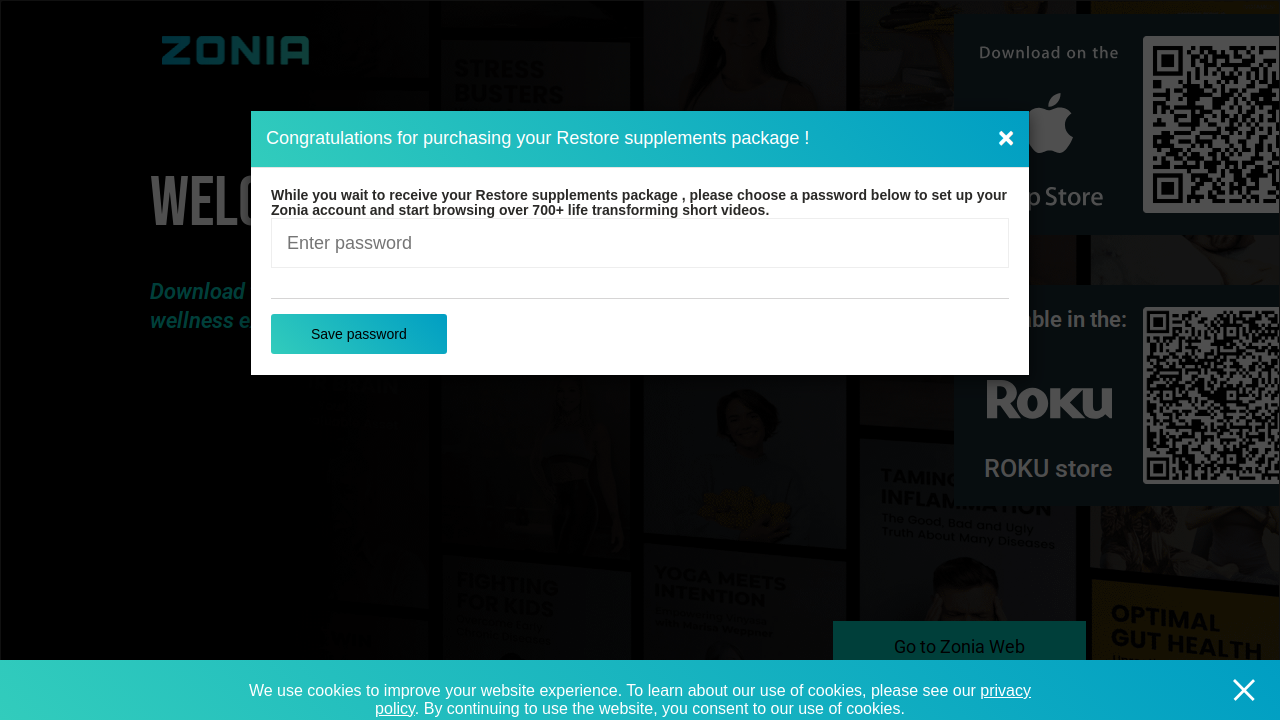 ZONIA
STRESS
BUSTERS
Download on the
Congratulations for purchasing your Restore supplements package !
While you wait to receive your Restore supplements package , please choose a password below to set up your
Zonia account and start browsing over 700+ life transforming short videos.
Enter password
Save password
Store
Download
wellness
in the:
ROKU
ROKU store
TAMING
INFLAMMATION
The Good, Bad and Ugly
Truth About Many Diseases
FIGHTING
FOR KIDS
YOGA MEETS
INTENTION
OPTIMAL
GUT HEALTH
Go to Zonia Web
We use cookies to improve your website experience. To learn about our use of cookies, please see our privacy
policy. By continuing to use the website, you consent to our use of cookies.